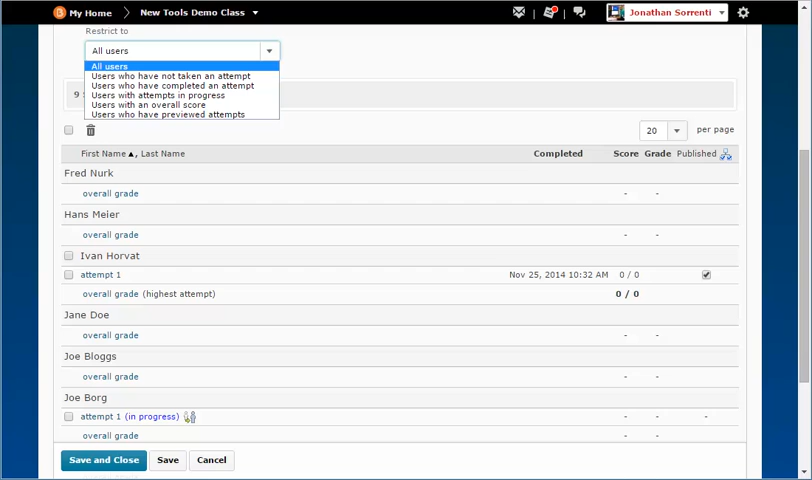 My Home
New Tools Demo Class
Jonathan Sorrenti
Restrict to
All users
All users
Users who have not taken an attempt
Users who have completed an attempt
Users with attempts in progress
Users with an overall score
Users who have previewed attempts
9
20 per page
First Name ▲, Last Name Completed Score Grade Published
Fred Nurk
overall grade - -
Hans Meier
overall grade - -
Ivan Horvat
attempt 1 Nov 25, 2014 10:32 AM 0 / 0
overall grade (highest attempt) 0 / 0
Jane Doe
overall grade - -
Joe Bloggs
overall grade - -
Joe Borg
attempt 1 (in progress) - - -
overall grade - -
Save and Close Save Cancel